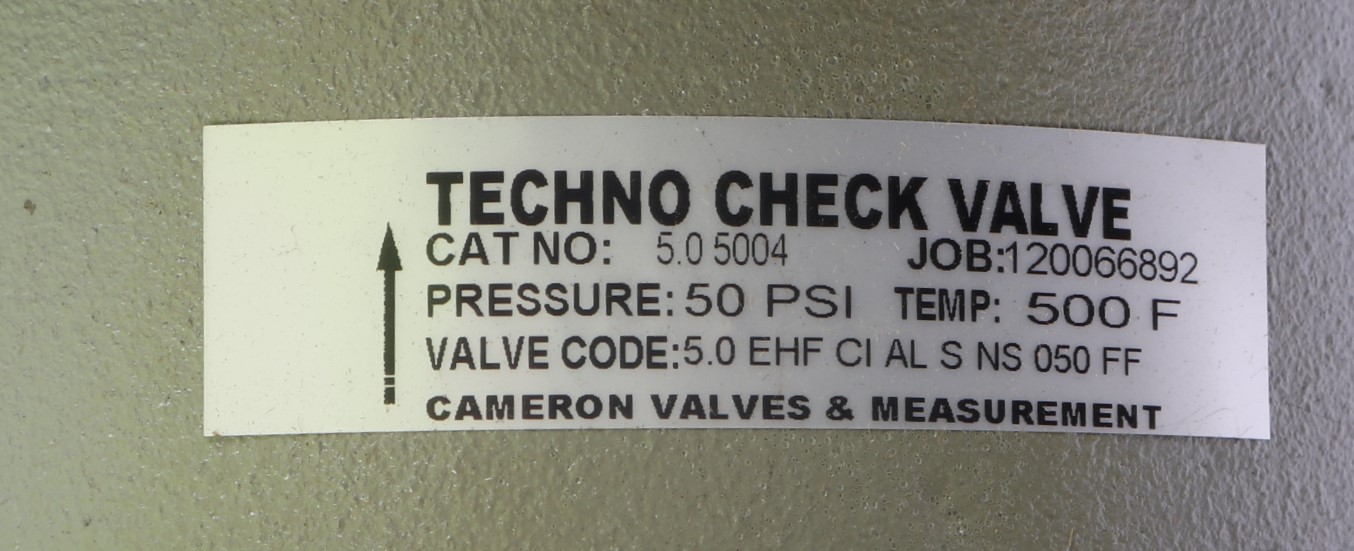 TECHNO CHECK VALVE
CAT NO: 5.0 5004 JOB:120066892
PRESSURE: 50 PSI TEMP: 500 F
VALVE CODE:5.0 EHF CI AL S NS 050 FF
CAMERON VALVES & MEASUREMENT